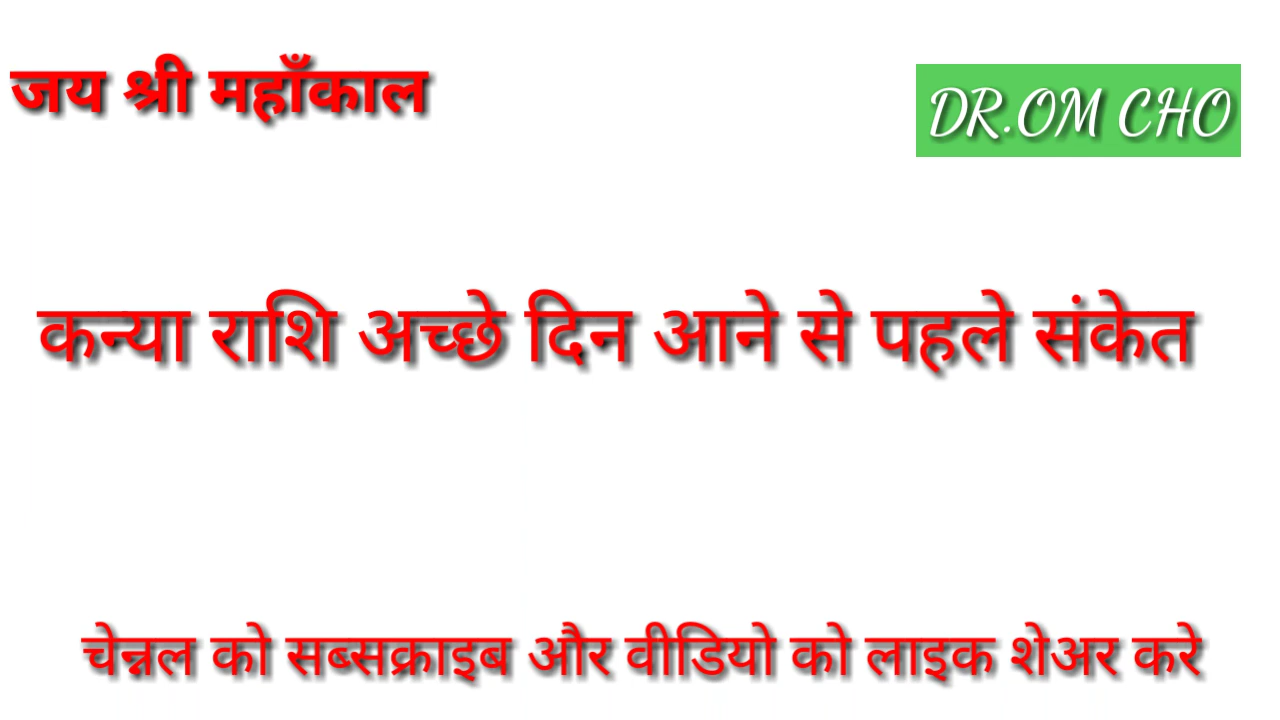 जय श्री महाँकाल
DR.OM CHO
कन्या राशि अच्छे दिन आने से पहले संकेत
चेन्नल को सब्सक्राइब और वीडियो को लाइक शेअर करे